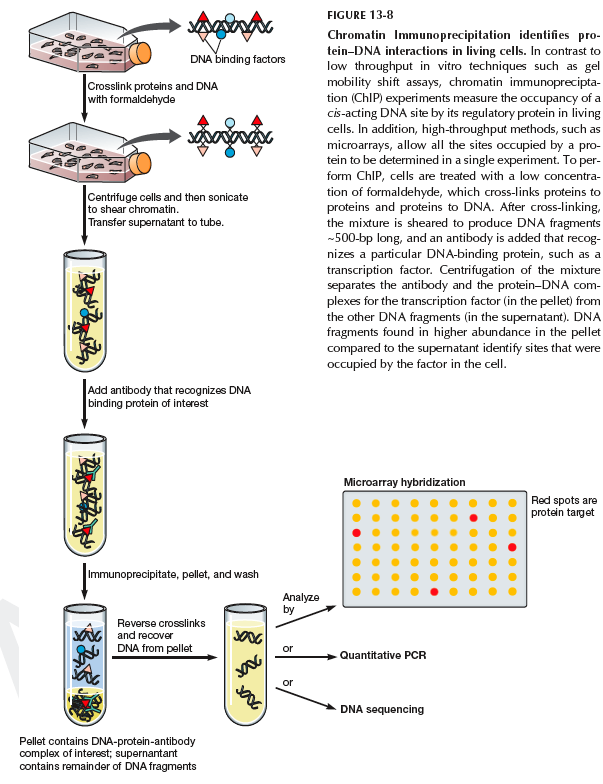 FIGURE 13-8
Chromatin Immunoprecipitation identifies pro-
tein–DNA interactions in living cells. In contrast to
low throughput in vitro techniques such as gel
mobility shift assays, chromatin immunoprecipta-
tion (ChIP) experiments measure the occupancy of a
cis-acting DNA site by its regulatory protein in living
cells. In addition, high-throughput methods, such as
microarrays, allow all the sites occupied by a pro-
tein to be determined in a single experiment. To per-
form ChIP, cells are treated with a low concentra-
tion of formaldehyde, which cross-links proteins to
proteins and proteins to DNA. After cross-linking,
the mixture is sheared to produce DNA fragments
~500-bp long, and an antibody is added that recog-
nizes a particular DNA-binding protein, such as a
transcription factor. Centrifugation of the mixture
separates the antibody and the protein–DNA com-
plexes for the transcription factor (in the pellet) from
the other DNA fragments (in the supernatant). DNA
fragments found in higher abundance in the pellet
compared to the supernatant identify sites that were
occupied by the factor in the cell.
DNA binding factors
Crosslink proteins and DNA
with formaldehyde
Centrifuge cells and then sonicate
to shear chromatin.
Transfer supernatant to tube.
Add antibody that recognizes DNA
binding protein of interest
Immunoprecipitate, pellet, and wash
Reverse crosslinks
and recover
DNA from pellet
Pellet contains DNA-protein-antibody
complex of interest; supernantant
contains remainder of DNA fragments
Analyze
by
Microarray hybridization
Red spots are
protein target
or
Quantitative PCR
or
DNA sequencing